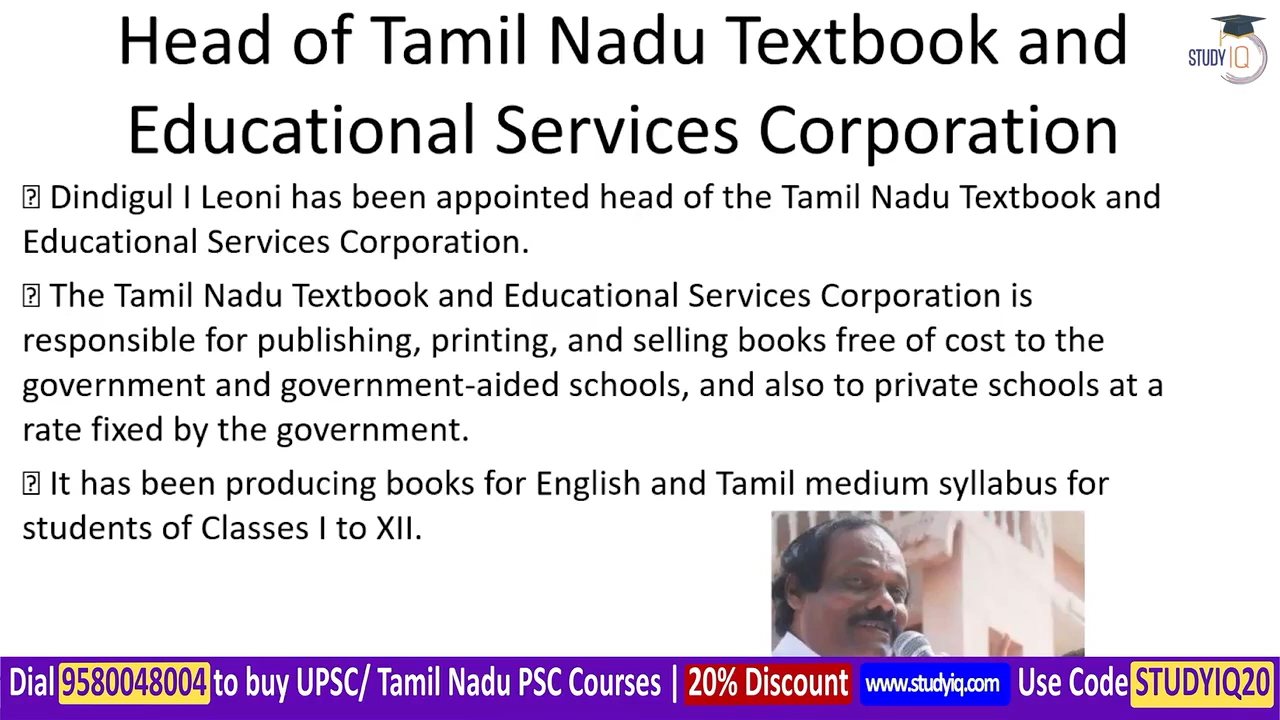 Head of Tamil Nadu Textbook and
Educational Services Corporation
STUDY IQ
⍰ Dindigul I Leoni has been appointed head of the Tamil Nadu Textbook and
Educational Services Corporation.
⍰ The Tamil Nadu Textbook and Educational Services Corporation is
responsible for publishing, printing, and selling books free of cost to the
government and government-aided schools, and also to private schools at a
rate fixed by the government.
⍰ It has been producing books for English and Tamil medium syllabus for
students of Classes I to XII.
Dial 9580048004 to buy UPSC/ Tamil Nadu PSC Courses | 20% Discount www.studyiq.com Use Code STUDYIQ20